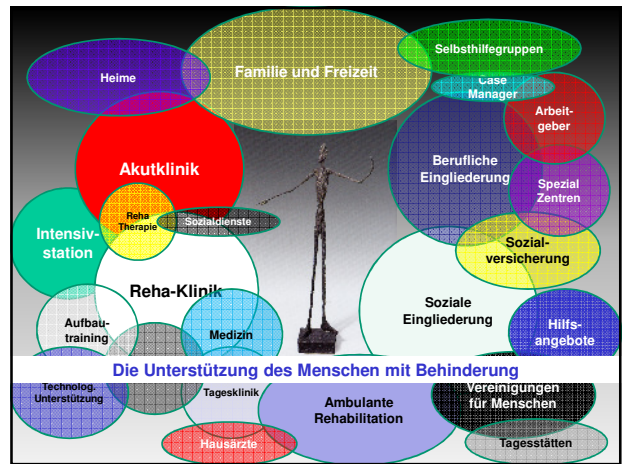 Selbsthilfegruppen
Familie und Freizeit
Heime
Case
Manager
Arbeit-
geber
Akutklinik
Berufliche
Eingliederung
Spezial
Zentren
Reha
Therapie
Sozialdienste
Intensiv-
station
Sozial-
versicherung
Reha-Klinik
Soziale
Eingliederung
Aufbau-
training
Medizin
Hilfs-
angebote
Die Unterstützung des Menschen mit Behinderung
Technolog.
Unterstützung
Tagesklinik
Ambulante
Rehabilitation
Vereinigungen
für Menschen
Hausärzte
Tagesstätten